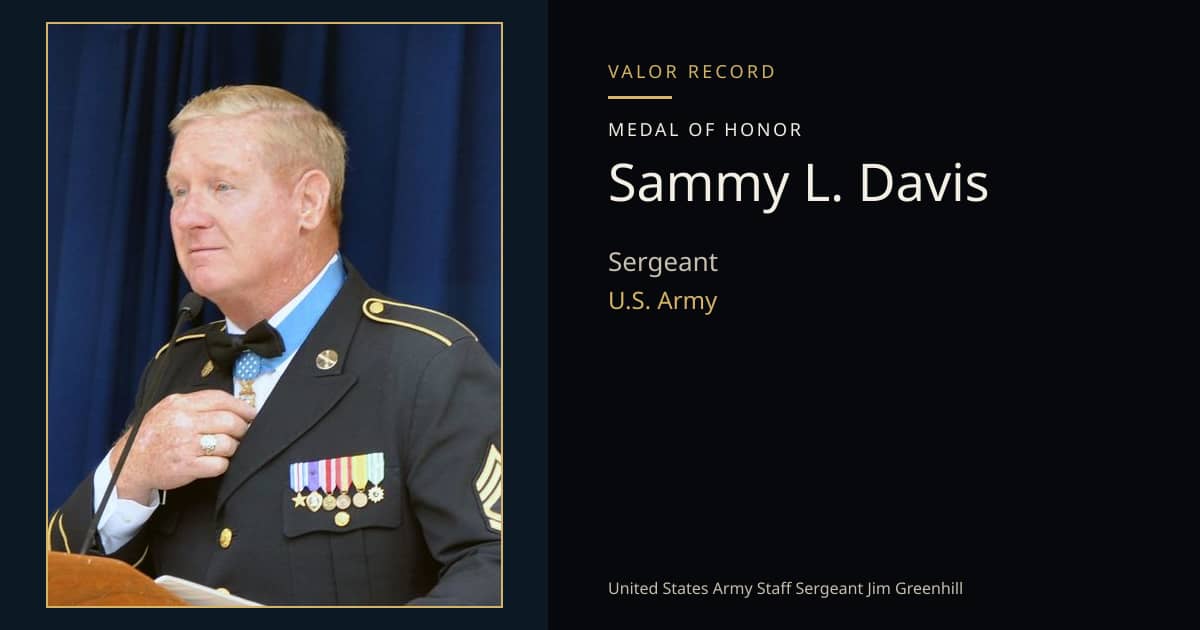 VALOR RECORD
MEDAL OF HONOR
Sammy L. Davis
Sergeant
U.S. Army
United States Army Staff Sergeant Jim Greenhill